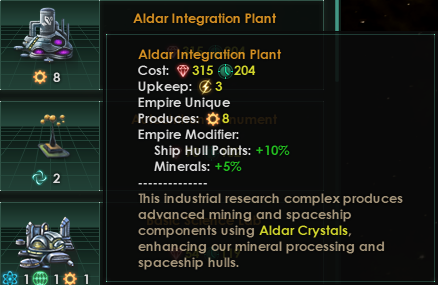 Aldar Integration Plant
Aldar Integration Plant
Cost: 315 204
Upkeep: 3
Empire Unique
Produces: 8
Empire Modifier:
Ship Hull Points: +10%
Minerals: +5%
--------------
This industrial research complex produces
advanced mining and spaceship
components using Aldar Crystals,
enhancing our mineral processing and
spaceship hulls.
8
2
1 1 1